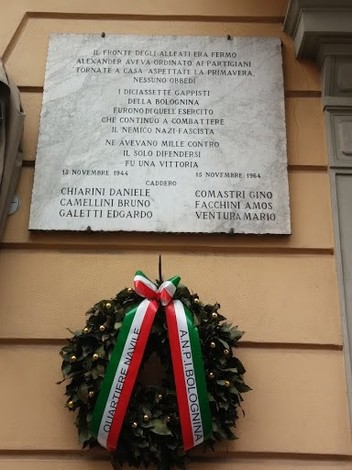 IL FRONTE DEGLI ALLEATI ERA FERMO
ALEXANDER AVEVA ORDINATO AI PARTIGIANI
TORNATE A CASA ASPETTATE LA PRIMAVERA.
NESSUNO OBBEDÌ
I DICIASSETTE GAPPISTI
DELLA BOLOGNINA
FURONO DI QUELL'ESERCITO
CHE CONTINUÒ A COMBATTERE
IL NEMICO NAZI-FASCISTA
NE AVEVANO MILLE CONTRO
IL SOLO DIFENDERSI
FU UNA VITTORIA
15 NOVEMBRE 1944 15 NOVEMBRE 1964
CADDERO
CHIARINI DANIELE COMASTRI GINO
CAMELLINI BRUNO FACCHINI AMOS
GALETTI EDGARDO VENTURA MARIO
QUARTIERE NAVILE
A.N.P.I. BOLOGNINA